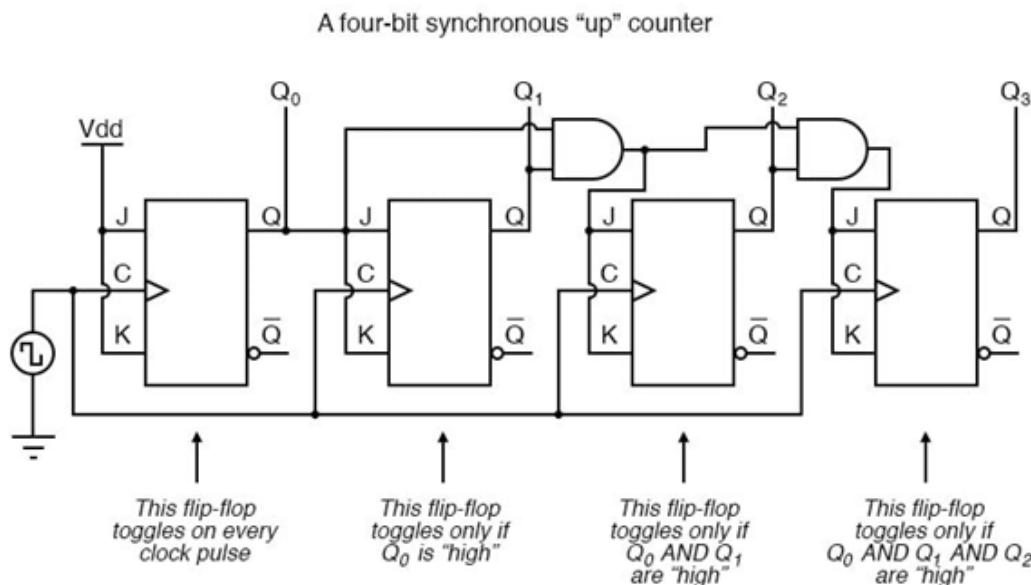 A four-bit synchronous “up” counter
Q0 Q1 Q2 Q3
Vdd
J Q J Q J Q J Q
C C C C
K Q̅ K Q̅ K Q̅ K Q̅
This flip-flop
toggles on every
clock pulse
This flip-flop
toggles only if
Q0 is “high”
This flip-flop
toggles only if
Q0 AND Q1
are “high”
This flip-flop
toggles only if
Q0 AND Q1 AND Q2
are “high”